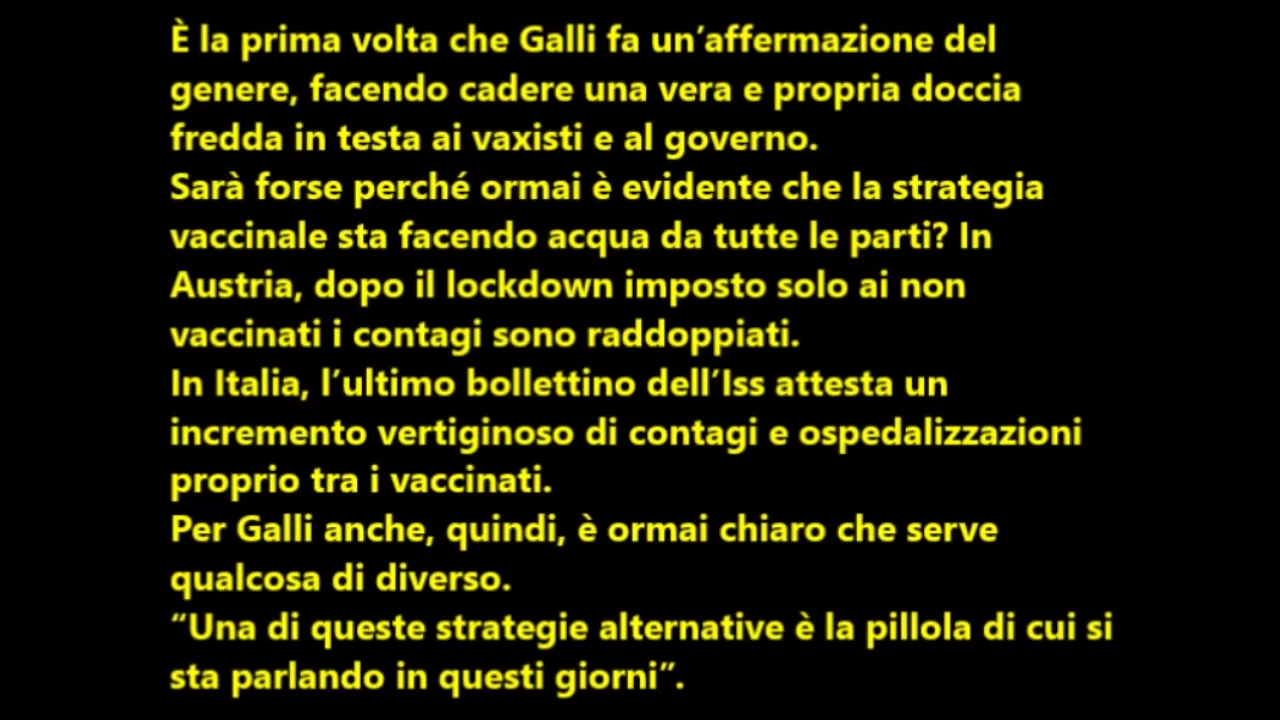 È la prima volta che Galli fa un’affermazione del
genere, facendo cadere una vera e propria doccia
fredda in testa ai vaxisti e al governo.
Sarà forse perché ormai è evidente che la strategia
vaccinale sta facendo acqua da tutte le parti? In
Austria, dopo il lockdown imposto solo ai non
vaccinati i contagi sono raddoppiati.
In Italia, l’ultimo bollettino dell’Iss attesta un
incremento vertiginoso di contagi e ospedalizzazioni
proprio tra i vaccinati.
Per Galli anche, quindi, è ormai chiaro che serve
qualcosa di diverso.
“Una di queste strategie alternative è la pillola di cui si
sta parlando in questi giorni”.